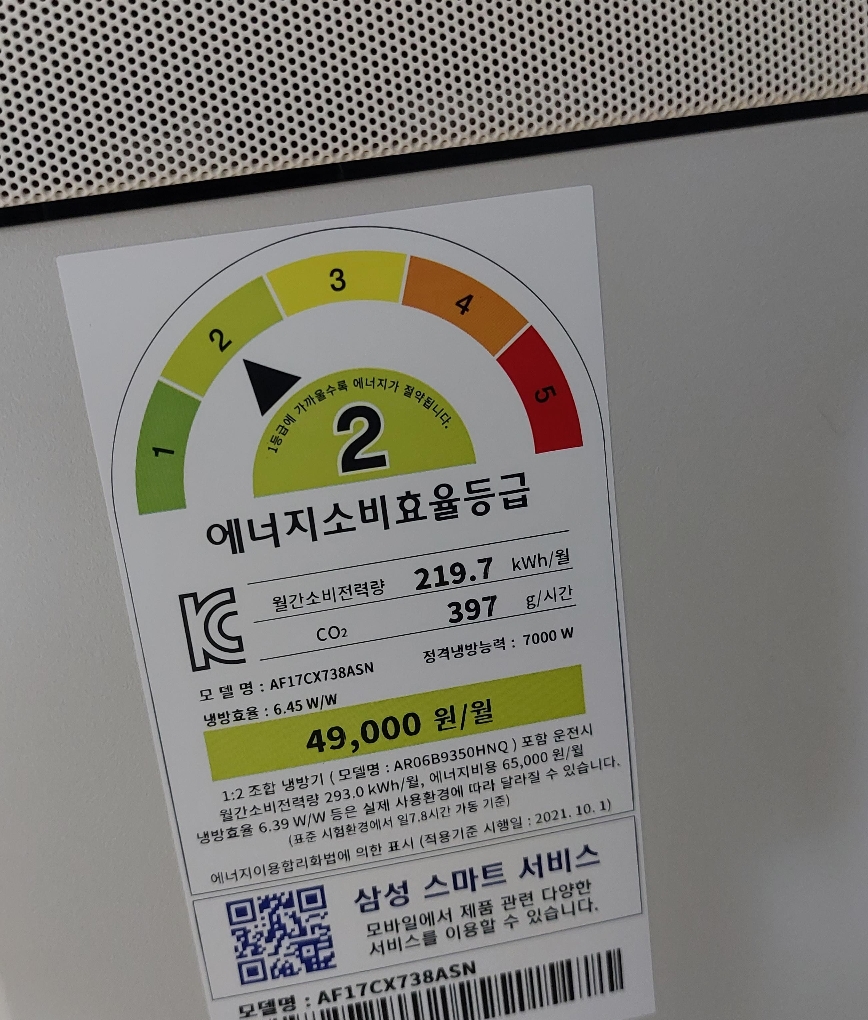 1
2
3
4
5
1등급에 가까울수록 에너지가 절약됩니다.
2
에너지소비효율등급
월간소비전력량 219.7 kWh/월
CO₂ 397 g/시간
모 델 명 : AF17CX738ASN 정격냉방능력 : 7000 W
냉방효율 : 6.45 W/W
49,000 원/월
1:2 조합 냉방기 ( 모델명 : AR06B9350HNQ ) 포함 운전시
월간소비전력량 293.0 kWh/월, 에너지비용 65,000 원/월
냉방효율 6.39 W/W 등은 실제 사용환경에 따라 달라질 수 있습니다.
(표준 시험환경에서 일7.8시간 가동 기준)
에너지이용합리화법에 의한 표시 (적용기준 시행일 : 2021. 10. 1)
삼성 스마트 서비스
모바일에서 제품 관련 다양한
서비스를 이용할 수 있습니다.
모델명 : AF17CX738ASN